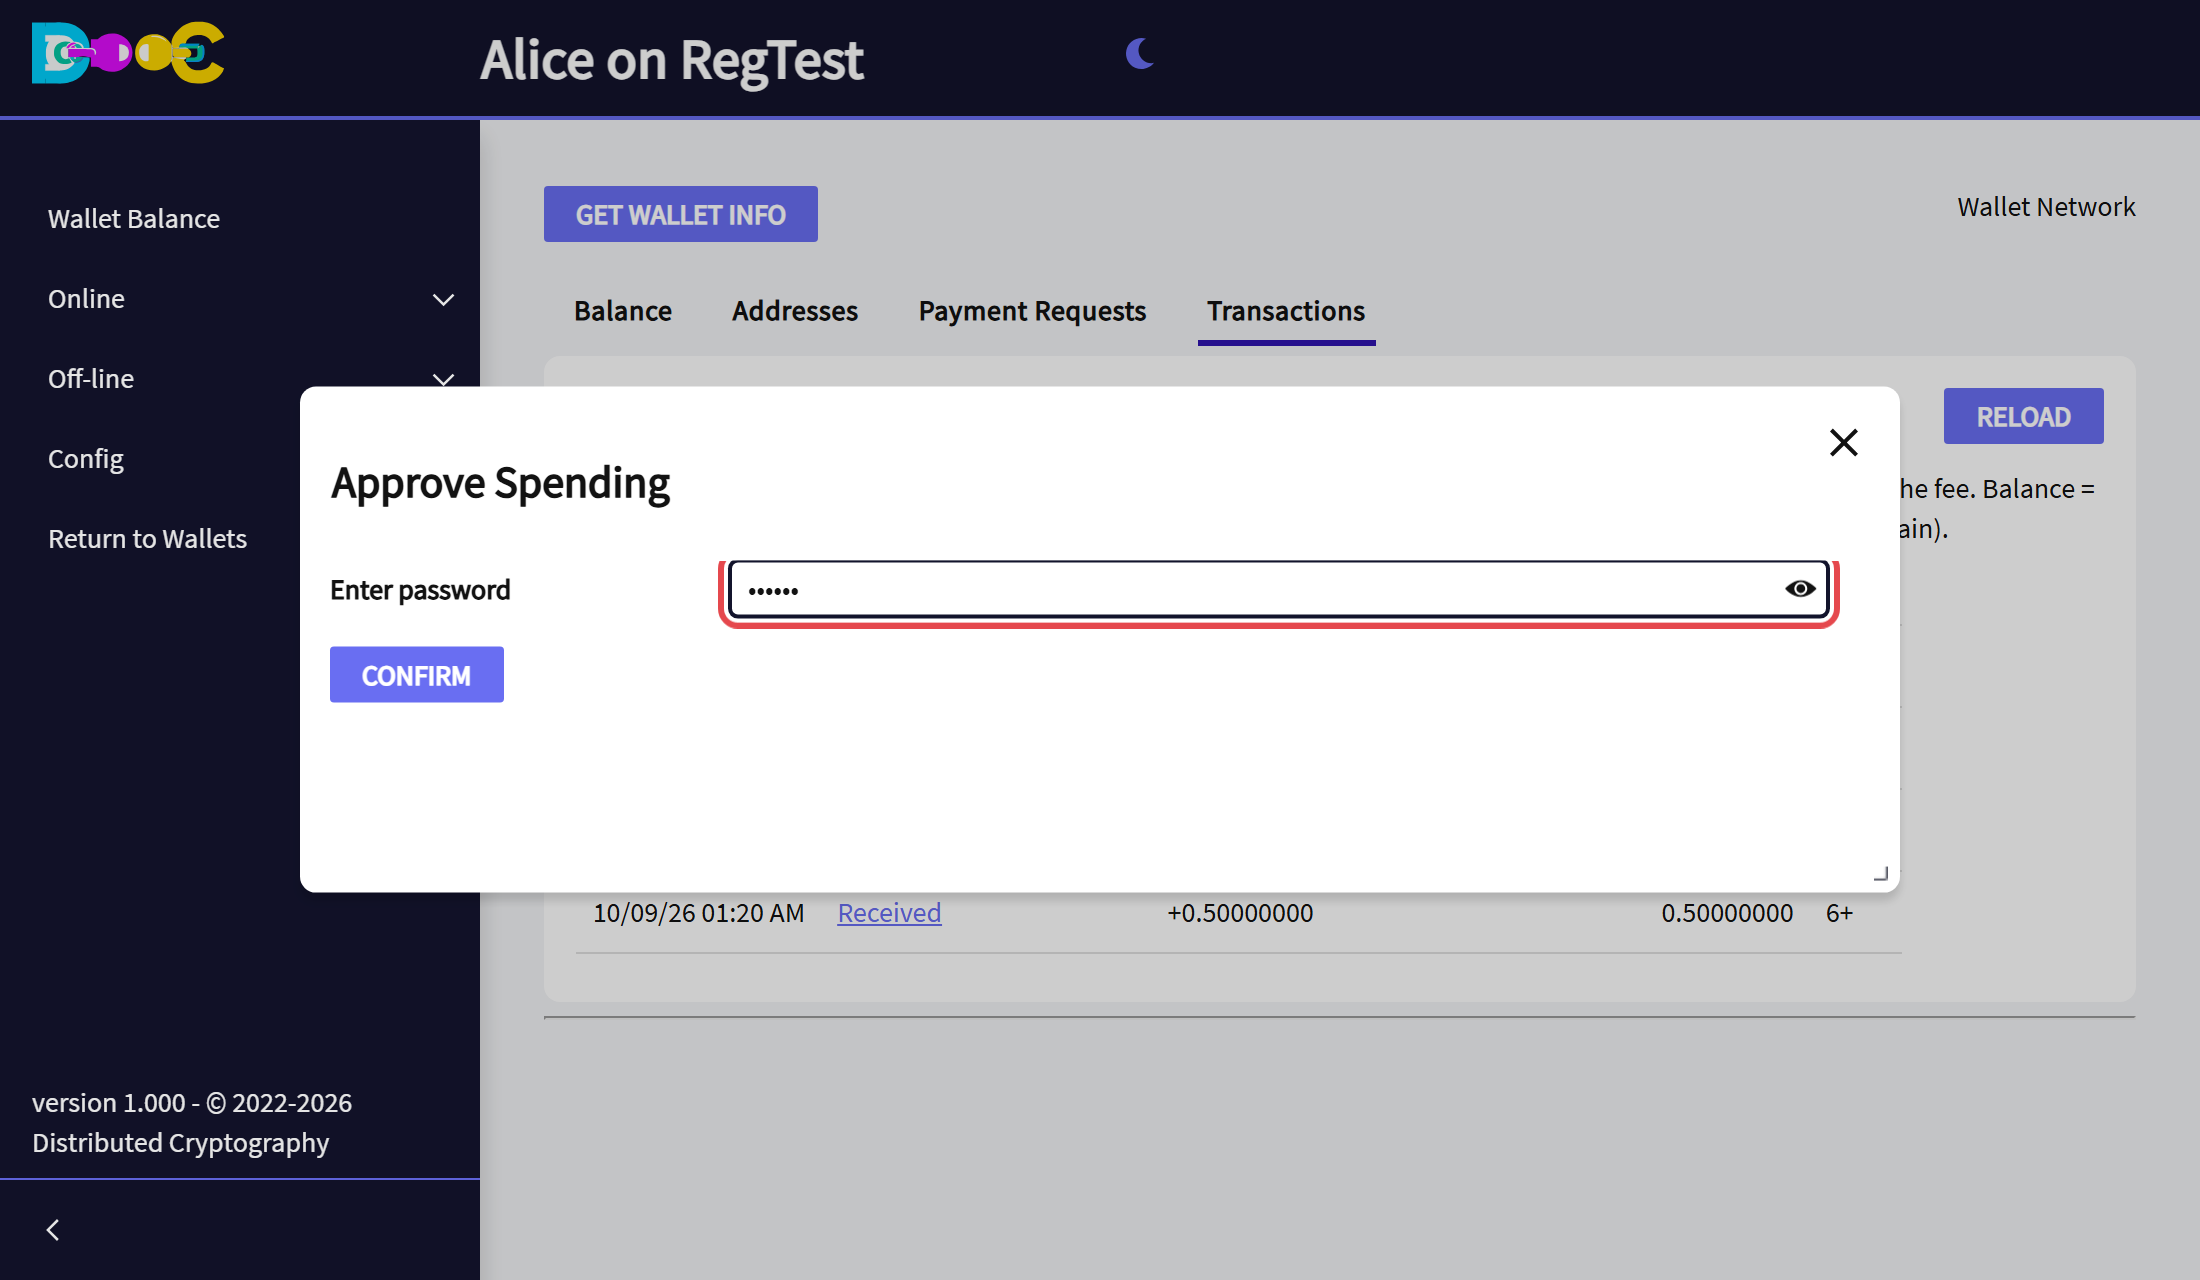 Alice on RegTest
Wallet Balance
Online
Off-line
Config
Return to Wallets
version 1.000 - © 2022-2026
Distributed Cryptography
GET WALLET INFO
Wallet Network
Balance
Addresses
Payment Requests
Transactions
RELOAD
he fee. Balance =
ain).
Approve Spending
Enter password
••••••
CONFIRM
10/09/26 01:20 AM Received +0.50000000 0.50000000 6+